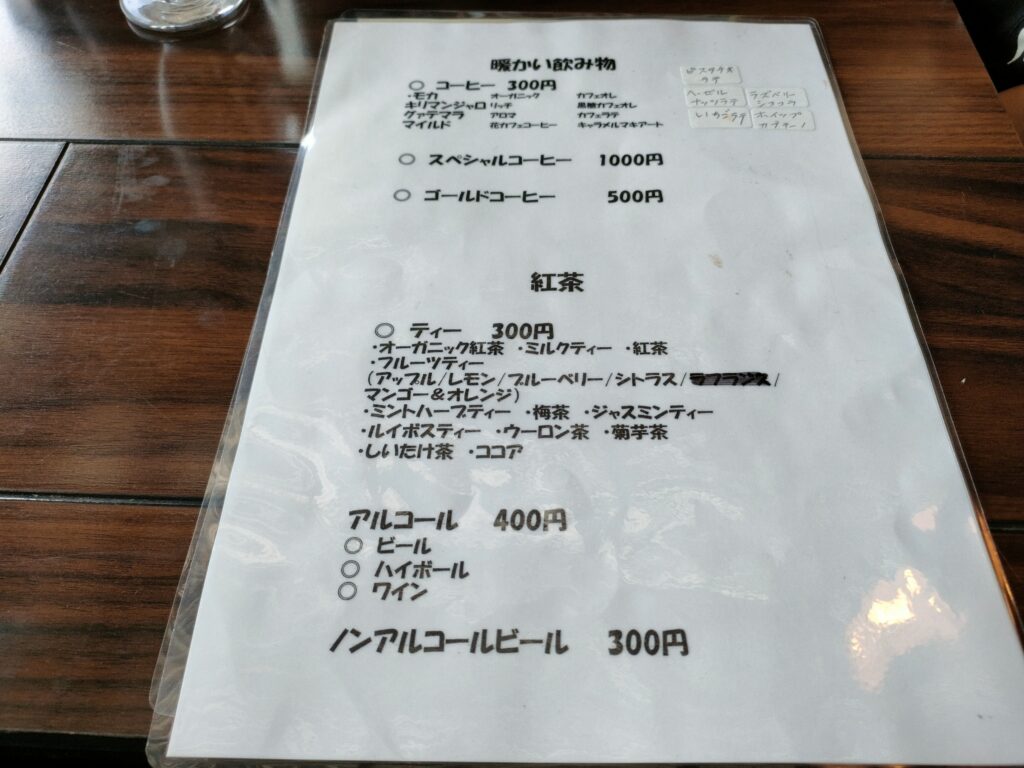 暖かい飲み物
○ コーヒー 300円
・モカ オーガニック カフェオレ
キリマンジャロ リッチ 黒糖カフェオレ
グァテマラ アロマ カフェラテ
マイルド 花カフェコーヒー キャラメルマキアート
ピスタチオ
ラテ
ヘーゼル
ナッツラテ
ラズベリー
ショコラ
いちごラテ
ホイップ
○ スペシャルコーヒー 1000円
○ ゴールドコーヒー 500円
紅茶
○ ティー 300円
・オーガニック紅茶 ・ミルクティー ・紅茶
・フルーツティー
(アップル/レモン/ブルーベリー/シトラス/ラフランス/
マンゴー&オレンジ)
・ミントハーブティー ・梅茶 ・ジャスミンティー
・ルイボスティー ・ウーロン茶 ・菊芋茶
・しいたけ茶 ・ココア
アルコール 400円
○ ビール
○ ハイボール
○ ワイン
ノンアルコールビール 300円